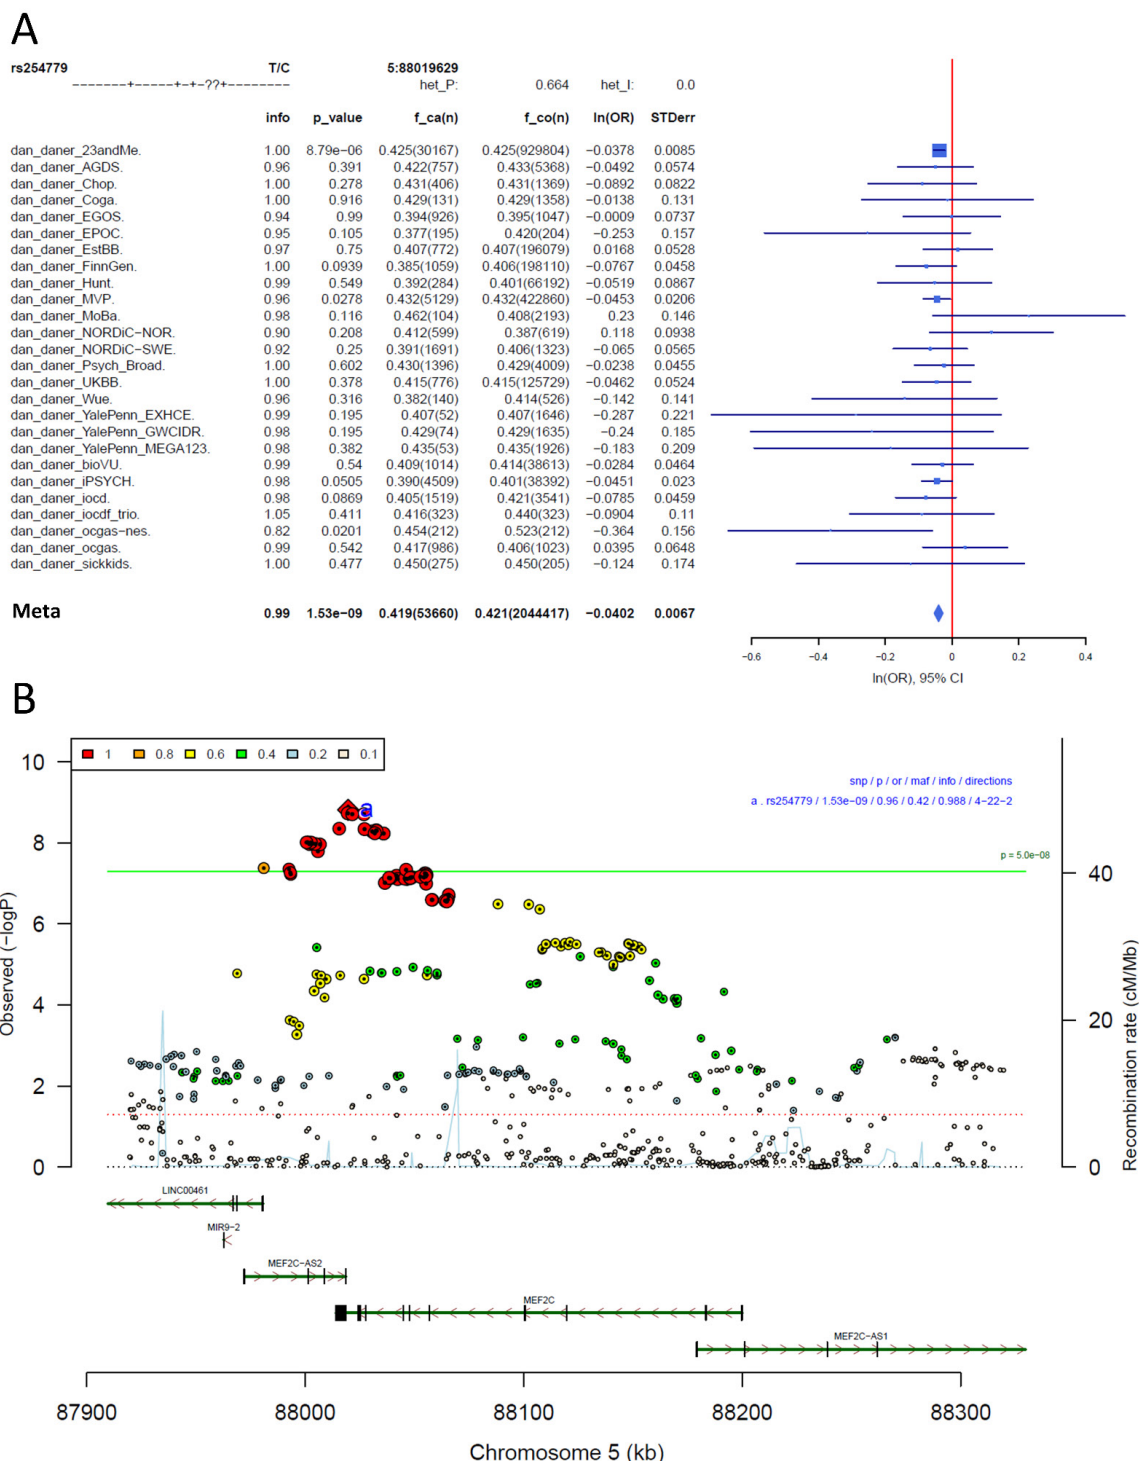 A
rs254779 T/C 5:88019629
−−−−−−−+−−−−−+−+−??+−−−−−−−− het_P: 0.664 het_I: 0.0
info p_value f_ca(n) f_co(n) ln(OR) STDerr
dan_daner_23andMe. 1.00 8.79e−06 0.425(30167) 0.425(929804) −0.0378 0.0085
dan_daner_AGDS. 0.96 0.391 0.422(757) 0.433(5368) −0.0492 0.0574
dan_daner_Chop. 1.00 0.278 0.431(406) 0.431(1369) −0.0892 0.0822
dan_daner_Coga. 1.00 0.916 0.429(131) 0.429(1358) −0.0138 0.131
dan_daner_EGOS. 0.94 0.99 0.394(926) 0.395(1047) −0.0009 0.0737
dan_daner_EPOC. 0.95 0.105 0.377(195) 0.420(204) −0.253 0.157
dan_daner_EstBB. 0.97 0.75 0.407(772) 0.407(196079) 0.0168 0.0528
dan_daner_FinnGen. 1.00 0.0939 0.385(1059) 0.406(198110) −0.0767 0.0458
dan_daner_Hunt. 0.99 0.549 0.392(284) 0.401(66192) −0.0519 0.0867
dan_daner_MVP. 0.96 0.0278 0.432(5129) 0.432(422860) −0.0453 0.0206
dan_daner_MoBa. 0.98 0.116 0.462(104) 0.408(2193) 0.23 0.146
dan_daner_NORDiC−NOR. 0.90 0.208 0.412(599) 0.387(619) 0.118 0.0938
dan_daner_NORDiC−SWE. 0.92 0.25 0.391(1691) 0.406(1323) −0.065 0.0565
dan_daner_Psych_Broad. 1.00 0.602 0.430(1396) 0.429(4009) −0.0238 0.0455
dan_daner_UKBB. 1.00 0.378 0.415(776) 0.415(125729) −0.0462 0.0524
dan_daner_Wue. 0.96 0.316 0.382(140) 0.414(526) −0.142 0.141
dan_daner_YalePenn_EXHCE. 0.99 0.195 0.407(52) 0.407(1646) −0.287 0.221
dan_daner_YalePenn_GWCIDR. 0.98 0.195 0.429(74) 0.429(1635) −0.24 0.185
dan_daner_YalePenn_MEGA123. 0.98 0.382 0.435(53) 0.435(1926) −0.183 0.209
dan_daner_bioVU. 0.99 0.54 0.409(1014) 0.414(38613) −0.0284 0.0464
dan_daner_iPSYCH. 0.98 0.0505 0.390(4509) 0.401(38392) −0.0451 0.023
dan_daner_iocd. 0.98 0.0869 0.405(1519) 0.421(3541) −0.0785 0.0459
dan_daner_iocdf_trio. 1.05 0.411 0.416(323) 0.440(323) −0.0904 0.11
dan_daner_ocgas−nes. 0.82 0.0201 0.454(212) 0.523(212) −0.364 0.156
dan_daner_ocgas. 0.99 0.542 0.417(986) 0.406(1023) 0.0395 0.0648
dan_daner_sickkids. 1.00 0.477 0.450(275) 0.450(205) −0.124 0.174
Meta 0.99 1.53e−09 0.419(53660) 0.421(2044417) −0.0402 0.0067
−0.6 −0.4 −0.2 0 0.2 0.4
ln(OR), 95% CI
B
1 0.8 0.6 0.4 0.2 0.1
snp / p / or / maf / info / directions
a . rs254779 / 1.53e−09 / 0.96 / 0.42 / 0.988 / 4−22−2
a
p = 5.0e−08
10
8
6
4
2
0
Observed (−logP)
40
20
0
Recombination rate (cM/Mb)
LINC00461
MIR9−2
MEF2C−AS2
MEF2C
MEF2C−AS1
87900 88000 88100 88200 88300
Chromosome 5 (kb)